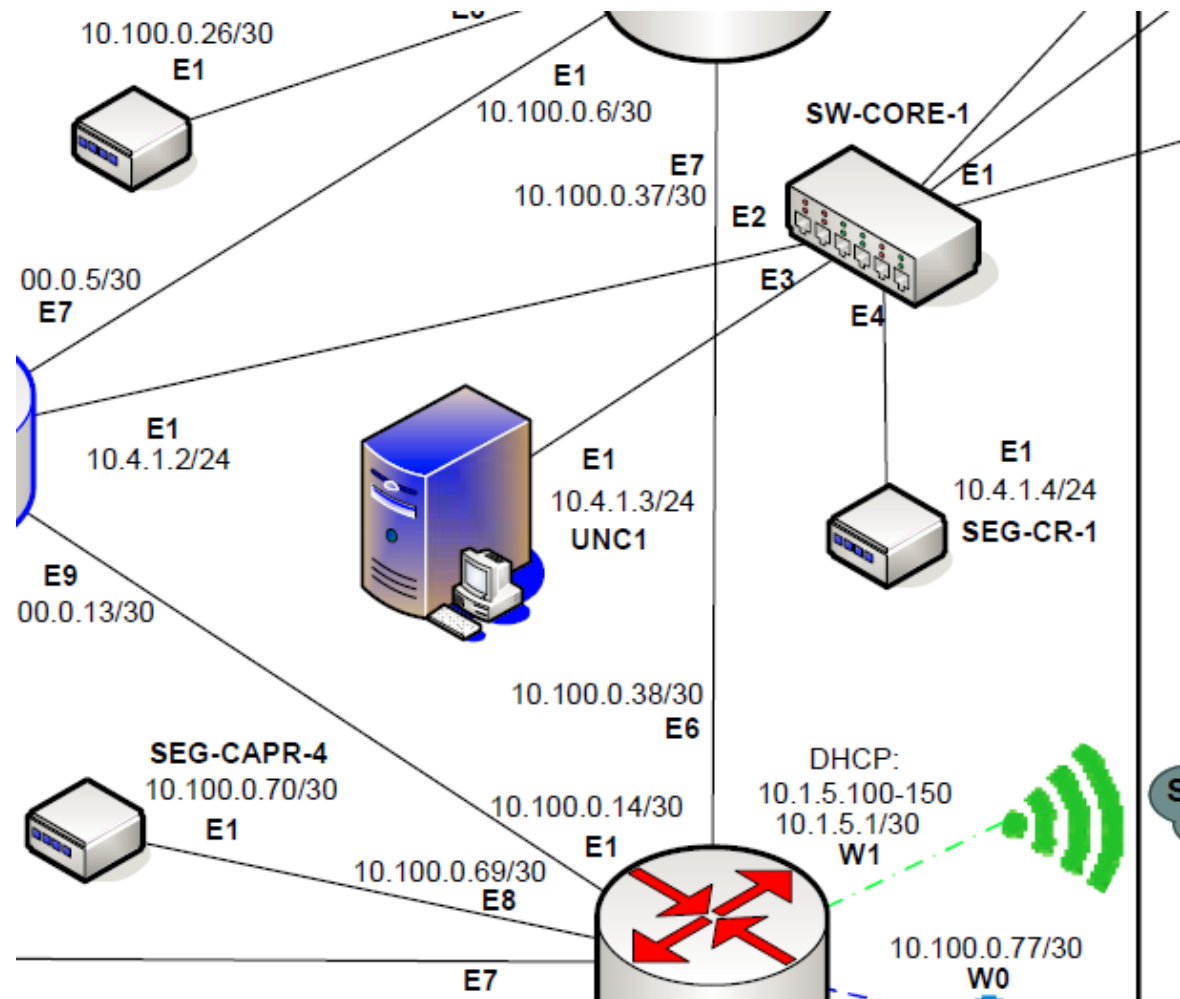 10.100.0.26/30
E1
E1
10.100.0.6/30
SW-CORE-1
E7
10.100.0.37/30
E1
E2
E3
E4
00.0.5/30
E7
E1
10.4.1.2/24
E1
10.4.1.3/24
UNC1
E1
10.4.1.4/24
SEG-CR-1
E9
00.0.13/30
10.100.0.38/30
E6
SEG-CAPR-4
10.100.0.70/30
E1
10.100.0.14/30
E1
DHCP:
10.1.5.100-150
10.1.5.1/30
W1
S
10.100.0.69/30
E8
E7
10.100.0.77/30
W0